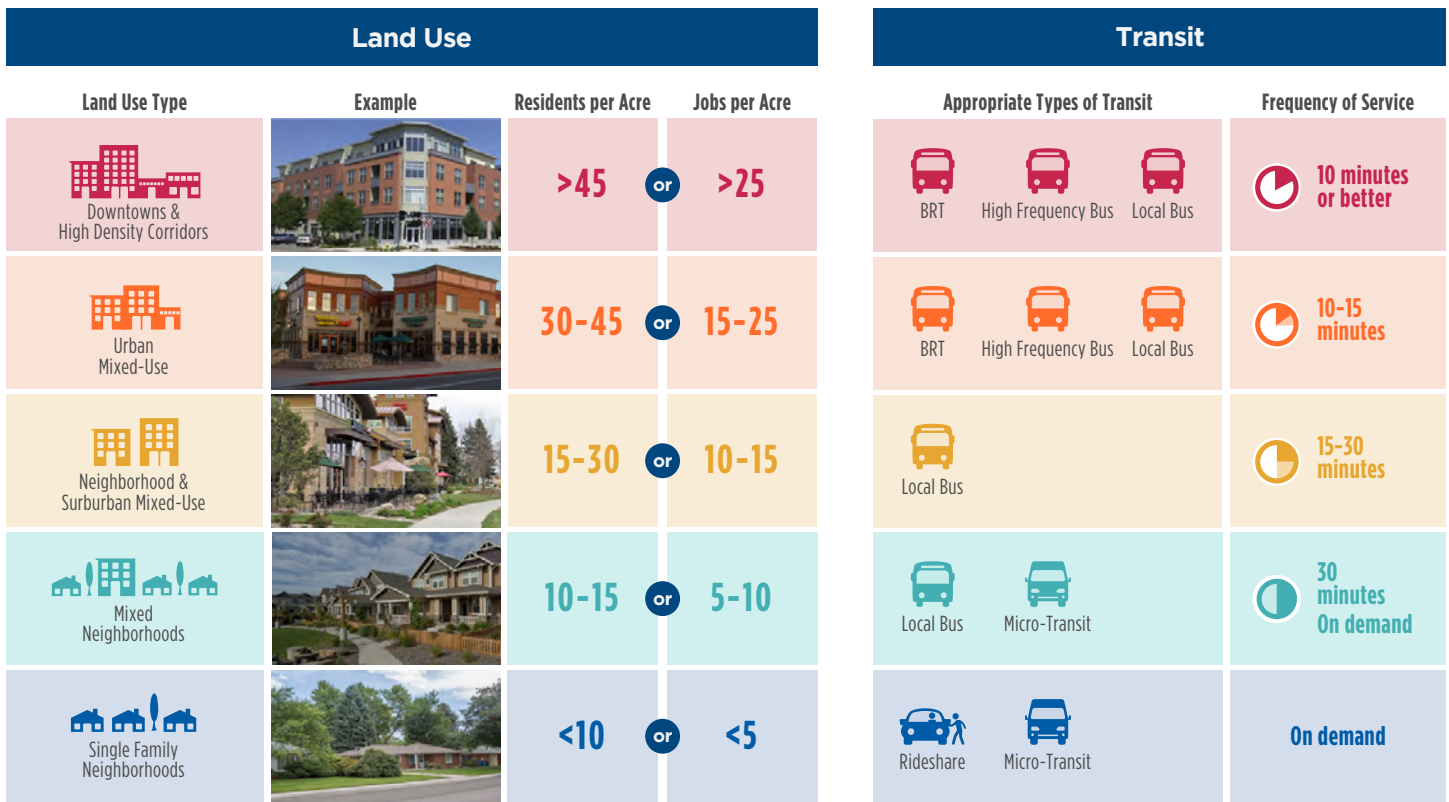 Land Use
Transit
Land Use Type
Example
Residents per Acre
Jobs per Acre
Appropriate Types of Transit
Frequency of Service
Downtowns &
High Density Corridors
>45
or
>25
BRT
High Frequency Bus
Local Bus
10 minutes
or better
Urban
Mixed-Use
30-45
or
15-25
BRT
High Frequency Bus
Local Bus
10-15
minutes
Neighborhood &
Surburban Mixed-Use
15-30
or
10-15
Local Bus
15-30
minutes
Mixed
Neighborhoods
10-15
or
5-10
Local Bus
Micro-Transit
30
minutes
On demand
Single Family
Neighborhoods
<10
or
<5
Rideshare
Micro-Transit
On demand